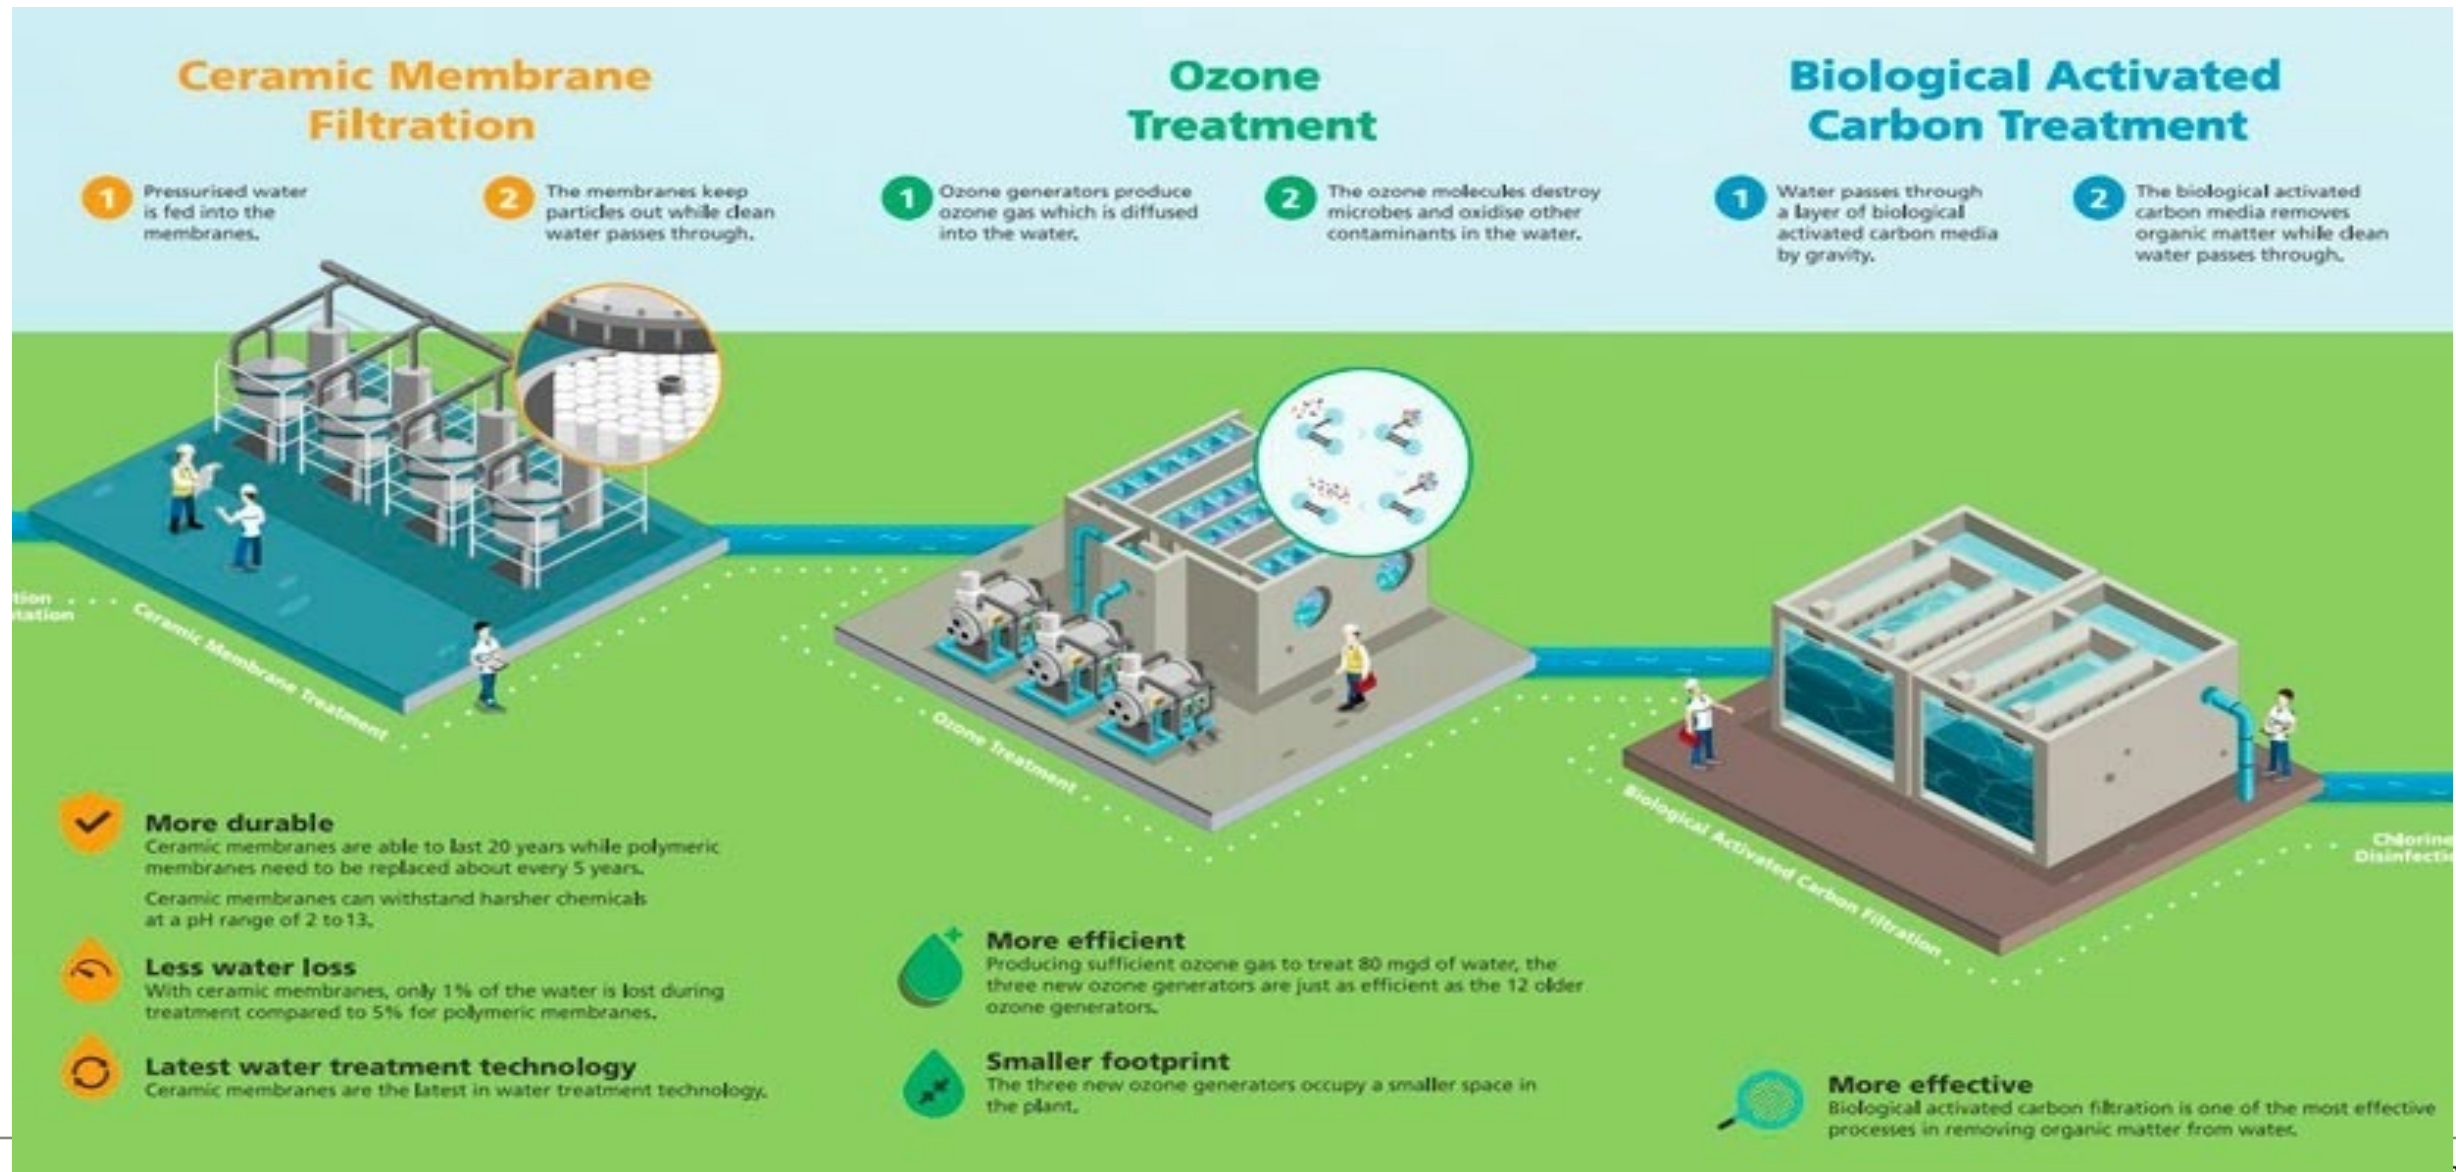 Ceramic Membrane
Filtration
1
Pressurised water
is fed into the
membranes.
2
The membranes keep
particles out while clean
water passes through.
Ozone
Treatment
1
Ozone generators produce
ozone gas which is diffused
into the water.
2
The ozone molecules destroy
microbes and oxidise other
contaminants in the water.
Biological Activated
Carbon Treatment
1
Water passes through
a layer of biological
activated carbon media
by gravity.
2
The biological activated
carbon media removes
organic matter while clean
water passes through.
tion
tation
Ceramic Membrane Treatment
Ozone Treatment
Biological Activated Carbon Filtration
Chlorine
Disinfectio
More durable
Ceramic membranes are able to last 20 years while polymeric
membranes need to be replaced about every 5 years.
Ceramic membranes can withstand harsher chemicals
at a pH range of 2 to 13.
Less water loss
With ceramic membranes, only 1% of the water is lost during
treatment compared to 5% for polymeric membranes.
Latest water treatment technology
Ceramic membranes are the latest in water treatment technology.
More efficient
Producing sufficient ozone gas to treat 80 mgd of water, the
three new ozone generators are just as efficient as the 12 older
ozone generators.
Smaller footprint
The three new ozone generators occupy a smaller space in
the plant.
More effective
Biological activated carbon filtration is one of the most effective
processes in removing organic matter from water.